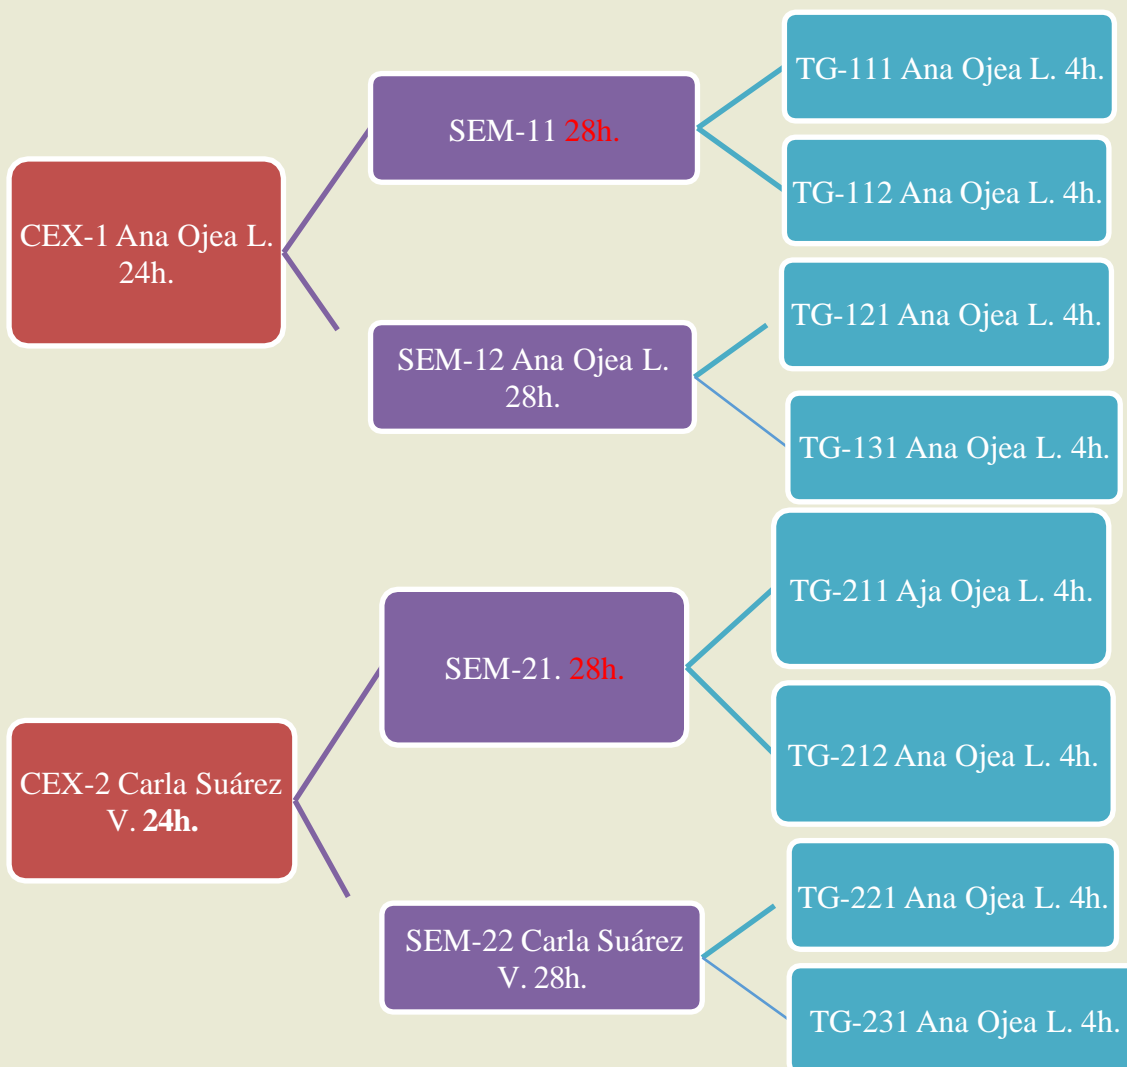 CEX-1 Ana Ojea L.
24h.
SEM-11 28h.
TG-111 Ana Ojea L. 4h.
TG-112 Ana Ojea L. 4h.
SEM-12 Ana Ojea L.
28h.
TG-121 Ana Ojea L. 4h.
TG-131 Ana Ojea L. 4h.
CEX-2 Carla Suárez
V. 24h.
SEM-21. 28h.
TG-211 Aja Ojea L. 4h.
TG-212 Ana Ojea L. 4h.
SEM-22 Carla Suárez
V. 28h.
TG-221 Ana Ojea L. 4h.
TG-231 Ana Ojea L. 4h.